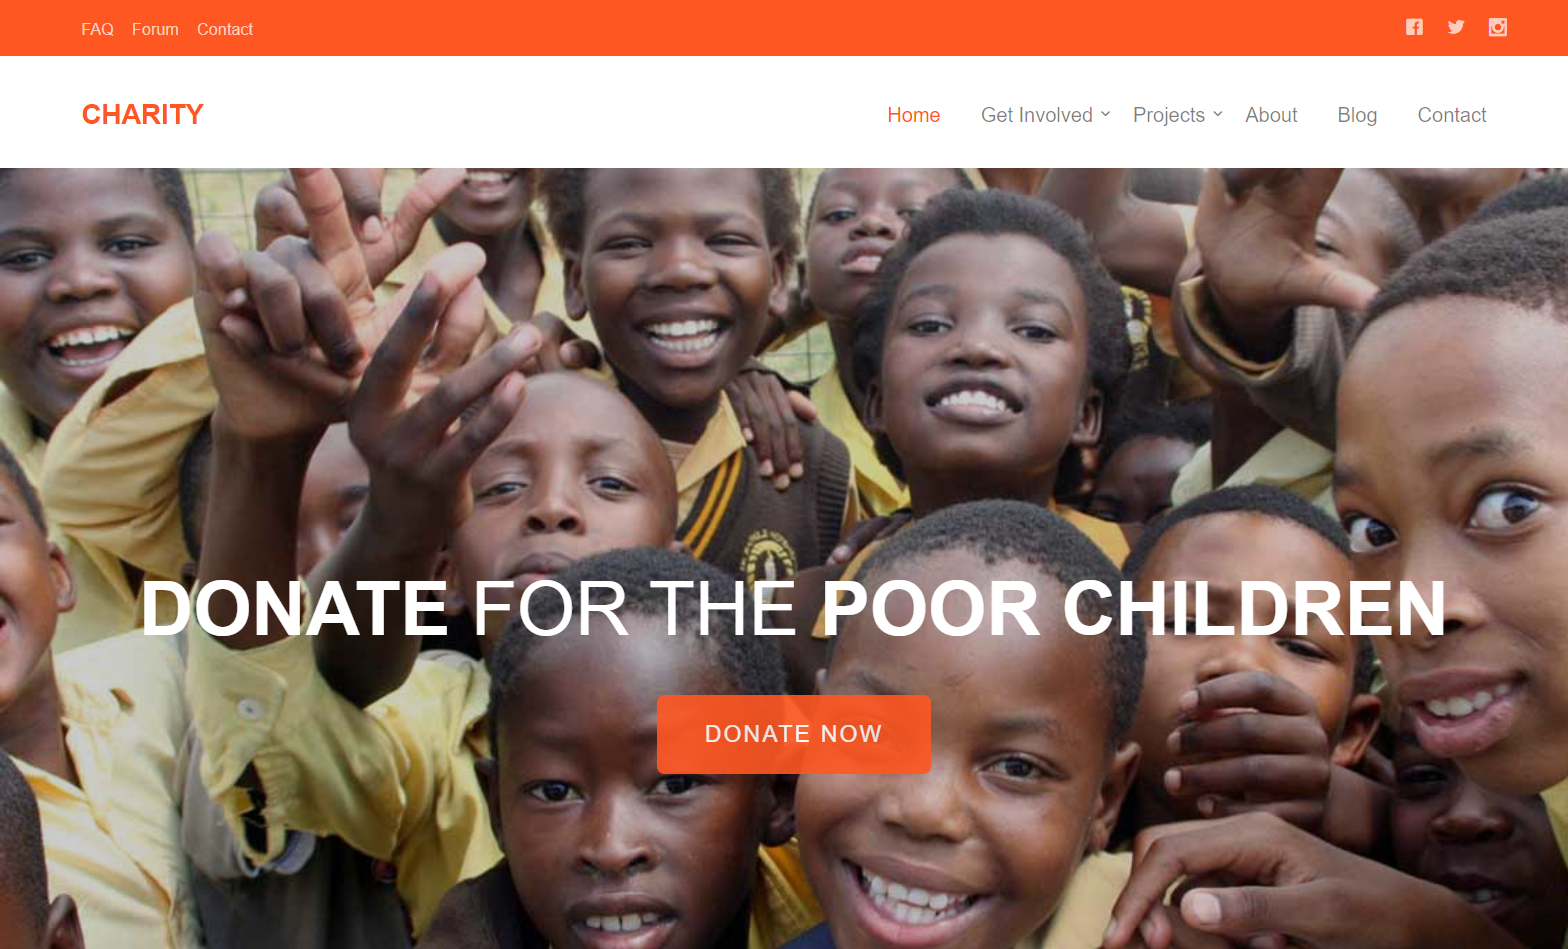 FAQ Forum Contact
CHARITY
Home Get Involved Projects About Blog Contact
DONATE FOR THE POOR CHILDREN
DONATE NOW